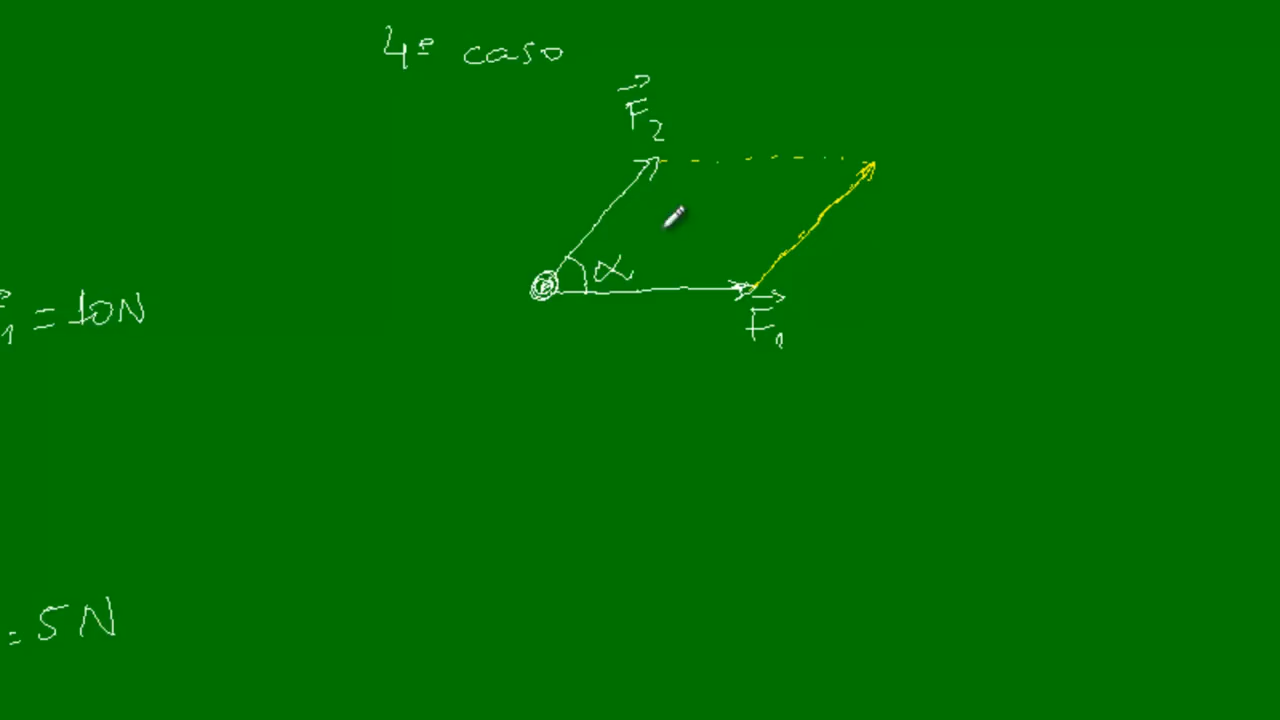 4º caso
F₂
α
F₁
₁ = 10N
= 5N